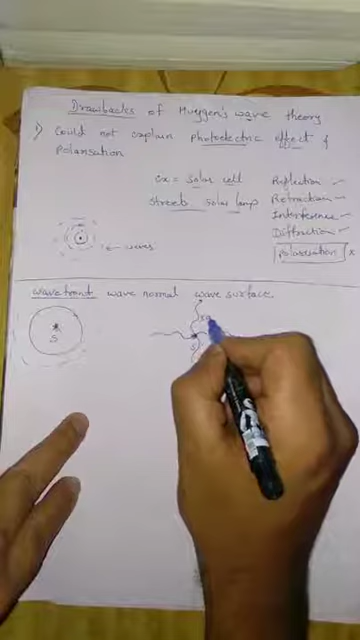 Drawbacks of Huygen's wave theory
1) Could not explain photoelectric effect &
Polarisation
ex = solar cell
street solar lamp
Reflection ✓
Refraction ✓
Interference ✓
Diffraction ✓
Polarisation x
← waves
wavefront wave normal wave surface
S
S